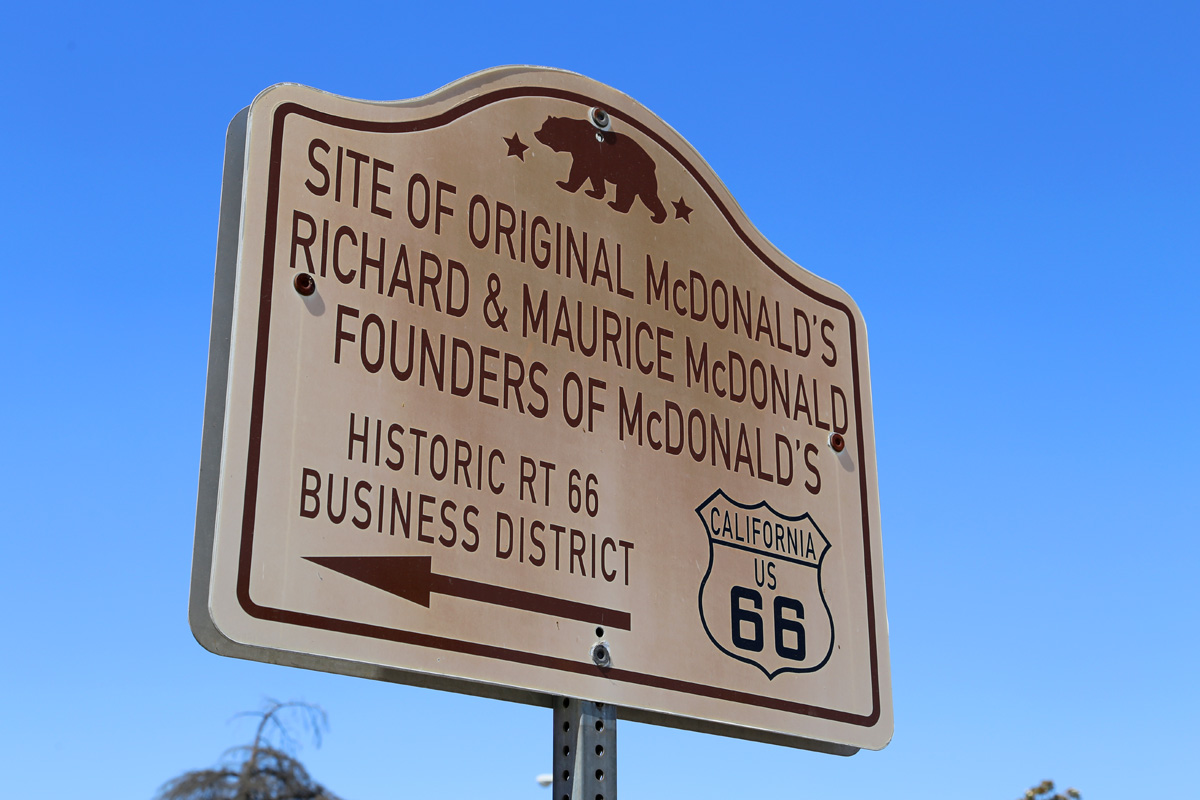 SITE OF ORIGINAL McDONALD'S
RICHARD & MAURICE McDONALD
FOUNDERS OF McDONALD'S
HISTORIC RT 66
BUSINESS DISTRICT
CALIFORNIA
US
66